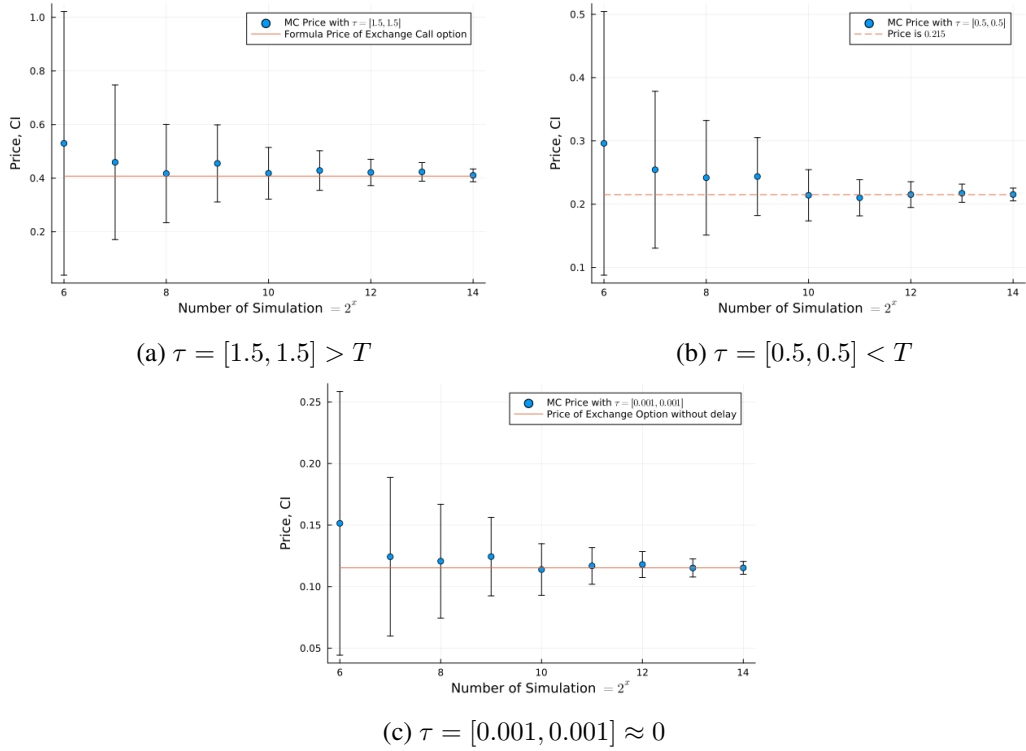 1.0
0.8
0.6
0.4
0.2
Price, CI
MC Price with τ = [1.5, 1.5]
Formula Price of Exchange Call option
6 8 10 12 14
Number of Simulation = 2^x
(a) τ = [1.5, 1.5] > T
0.5
0.4
0.3
0.2
0.1
Price, CI
MC Price with τ = [0.5, 0.5]
Price is 0.215
6 8 10 12 14
Number of Simulation = 2^x
(b) τ = [0.5, 0.5] < T
0.25
0.20
0.15
0.10
0.05
Price, CI
MC Price with τ = [0.001, 0.001]
Price of Exchange Option without delay
6 8 10 12 14
Number of Simulation = 2^x
(c) τ = [0.001, 0.001] ≈ 0